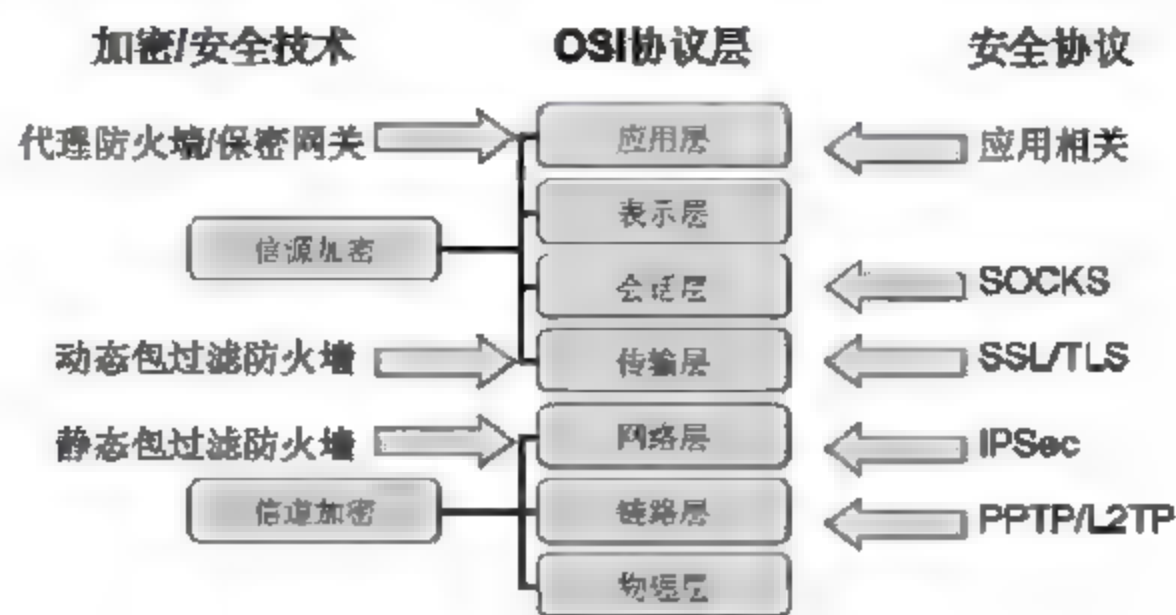 加密/安全技术 OSI协议层 安全协议
代理防火墙/保密网关 应用层 应用相关
表示层
信源加密
会话层 SOCKS
动态包过滤防火墙 传输层 SSL/TLS
静态包过滤防火墙 网络层 IPSec
信道加密 链路层 PPTP/L2TP
物理层